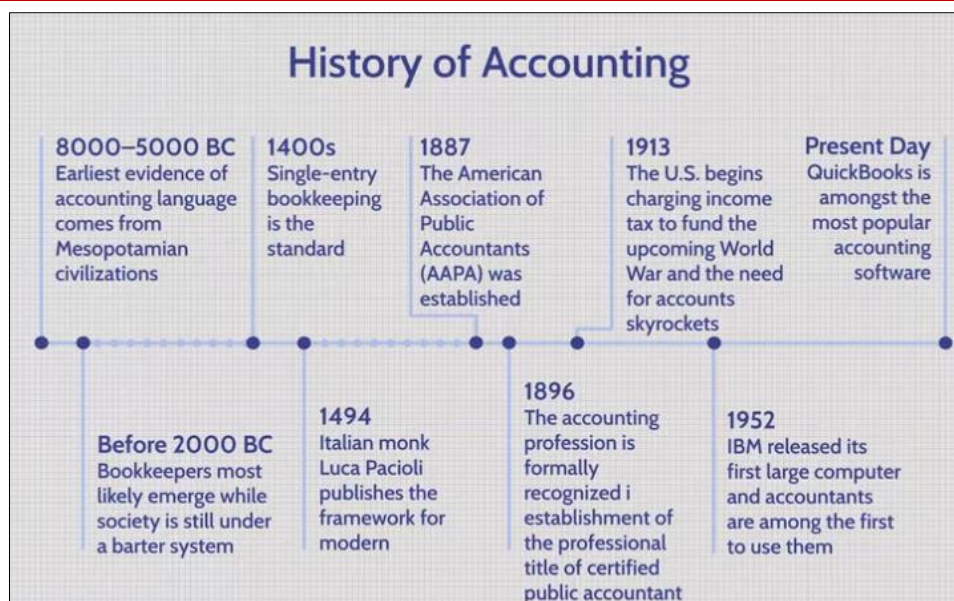 History of Accounting
8000–5000 BC
Earliest evidence of
accounting language
comes from
Mesopotamian
civilizations
Before 2000 BC
Bookkeepers most
likely emerge while
society is still under
a barter system
1400s
Single-entry
bookkeeping
is the
standard
1494
Italian monk
Luca Pacioli
publishes the
framework for
modern
1887
The American
Association of
Public
Accountants
(AAPA) was
established
1896
The accounting
profession is
formally
recognized i
establishment of
the professional
title of certified
public accountant
1913
The U.S. begins
charging income
tax to fund the
upcoming World
War and the need
for accounts
skyrockets
1952
IBM released its
first large computer
and accountants
are among the first
to use them
Present Day
QuickBooks is
amongst the
most popular
accounting
software